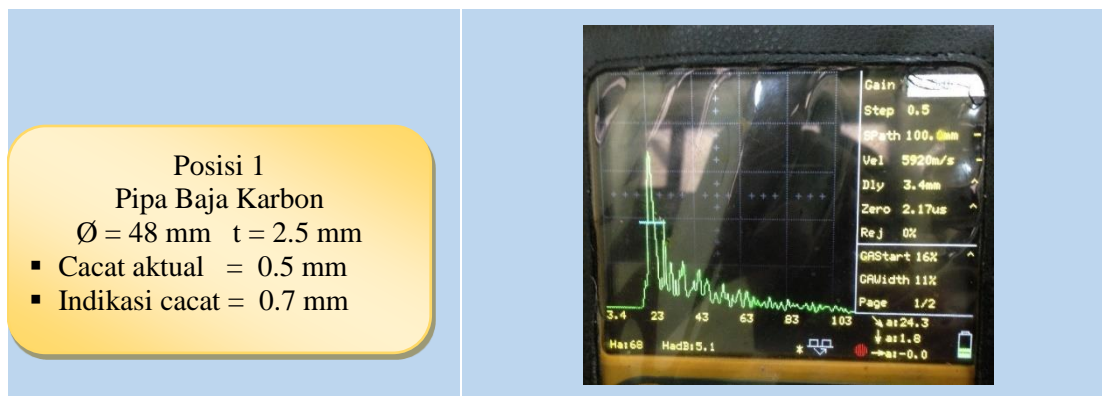 Posisi 1
Pipa Baja Karbon
Ø = 48 mm t = 2.5 mm
▪ Cacat aktual = 0.5 mm
▪ Indikasi cacat = 0.7 mm
Gain
Step 0.5
SPath 100.0mm
Vel 5920m/s
Dly 3.4mm
Zero 2.17us
Rej 0%
GAStart 16%
GAWidth 11%
Page 1/2
3.4 23 43 63 83 103
a:24.3
a:1.8
Ha:68 HadB:5.1 * a:-0.0